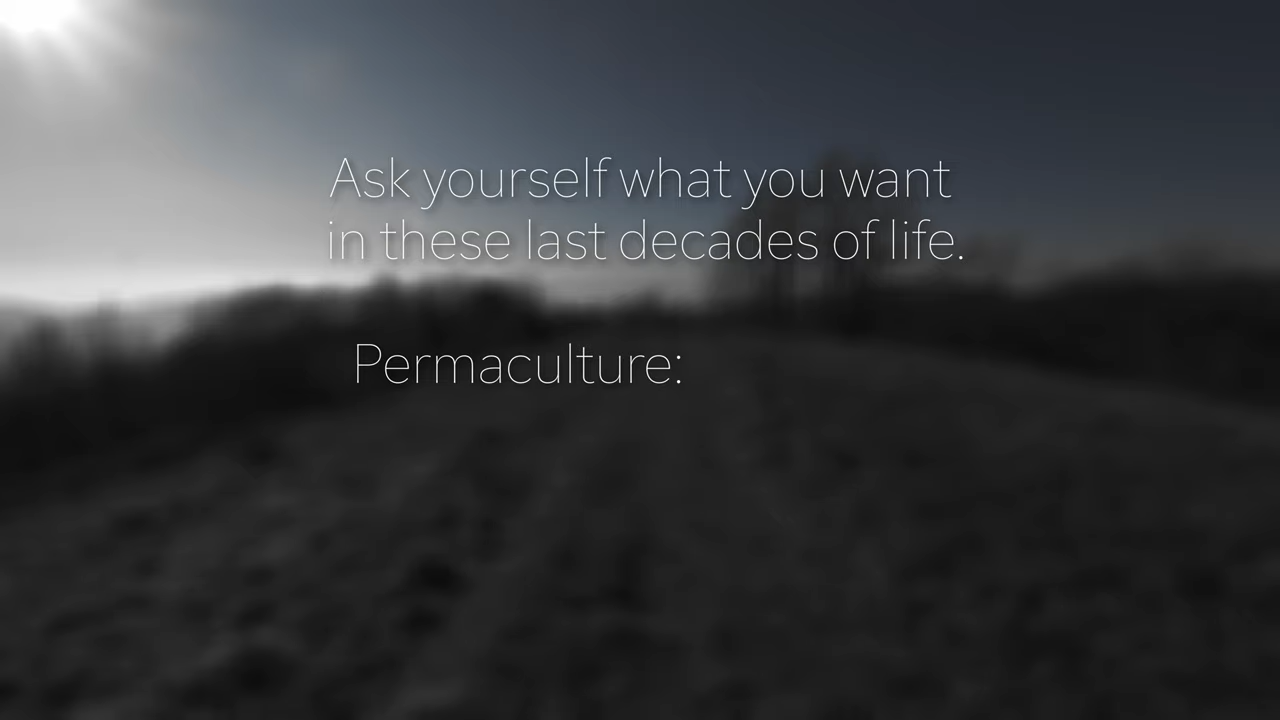 Ask yourself what you want
in these last decades of life.
Permaculture: